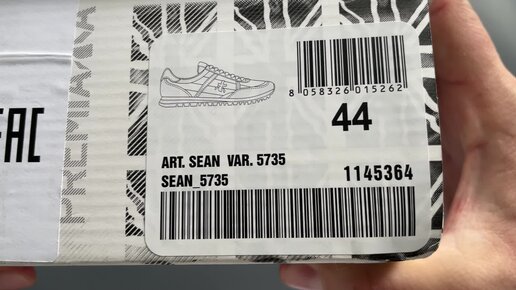 PREMIATA
EAC
8 058326 015262
44
ART. SEAN VAR. 5735
SEAN_5735
1145364